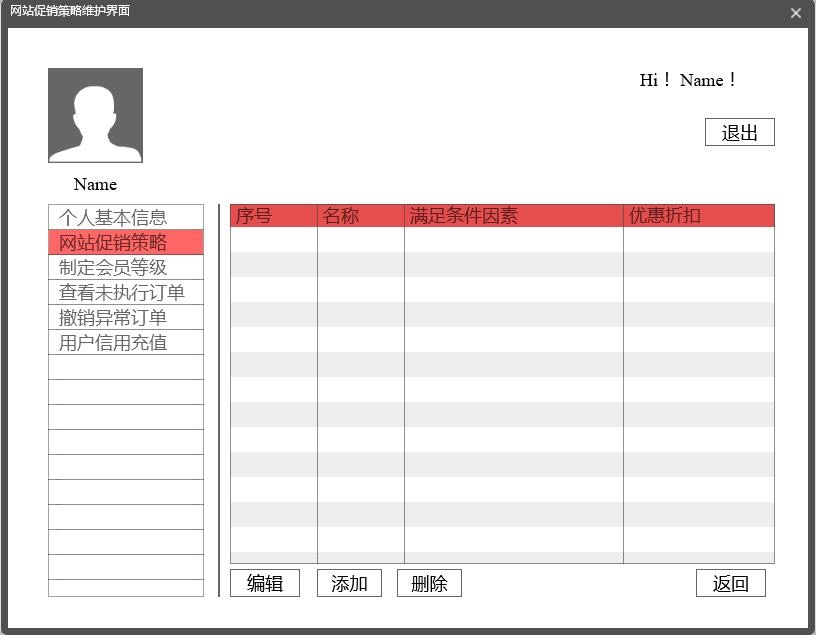 网站促销策略维护界面
Hi！ Name！
退出
Name
个人基本信息
网站促销策略
制定会员等级
查看未执行订单
撤销异常订单
用户信用充值
序号 名称 满足条件因素 优惠折扣
编辑 添加 删除 返回